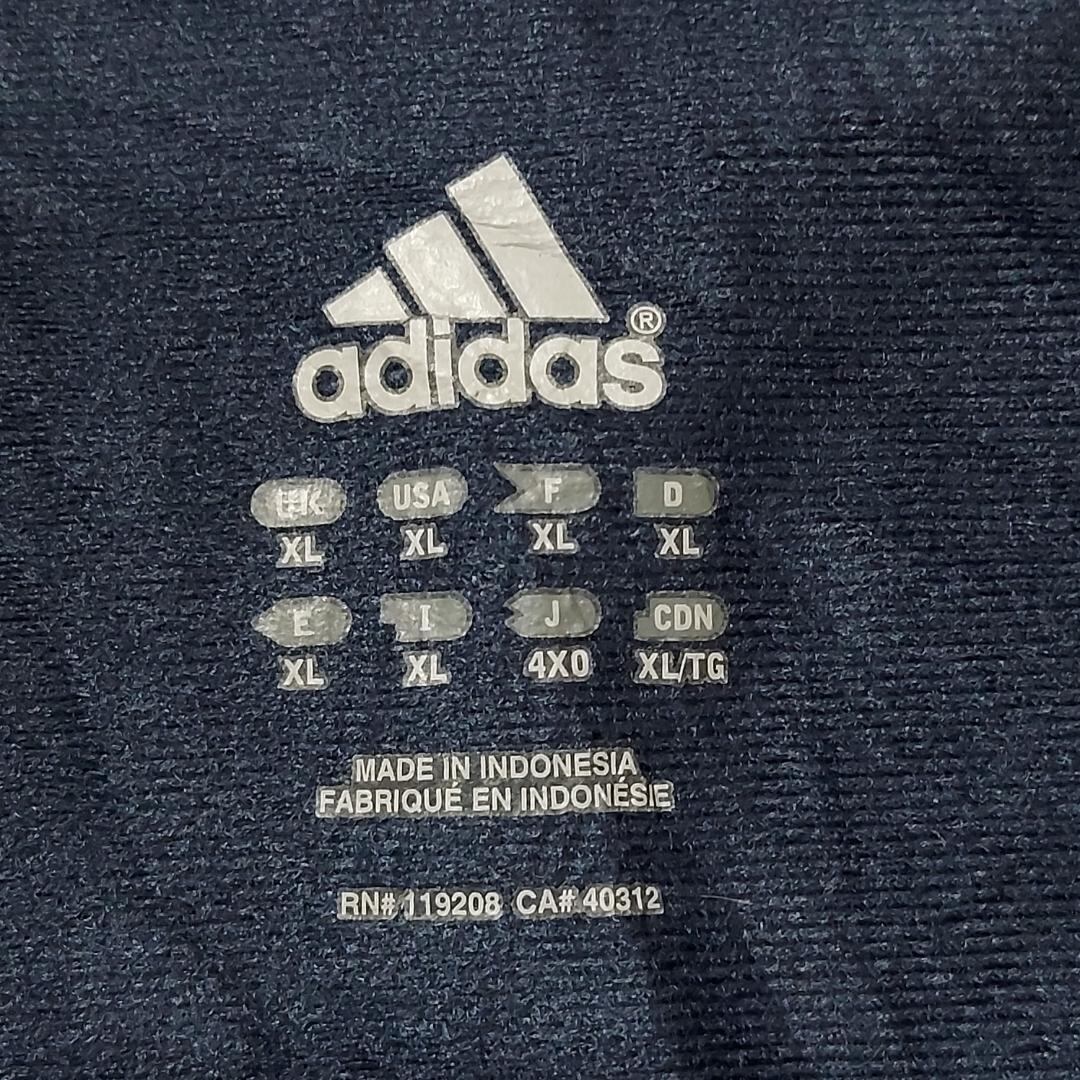 adidas®
UK USA F D
XL XL XL XL
E I J CDN
XL XL 4XO XL/TG
MADE IN INDONESIA
FABRIQUÉ EN INDONÉSIE
RN# 119208 CA# 40312